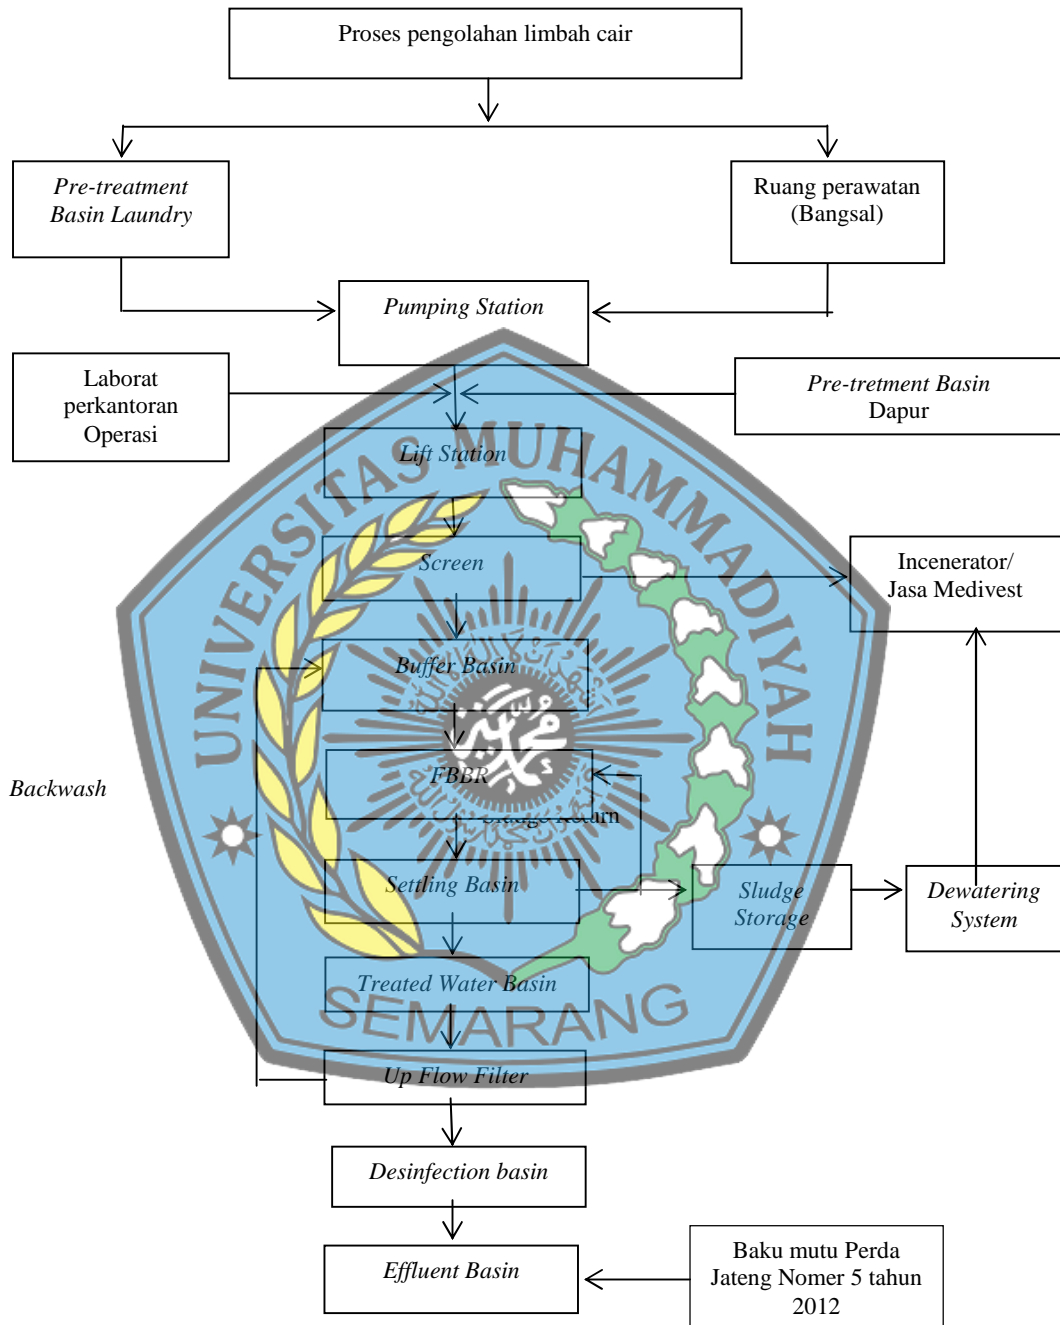 Proses pengolahan limbah cair
Pre-treatment
Basin Laundry
Ruang perawatan
(Bangsal)
Pumping Station
Laborat
perkantoran
Operasi
Pre-tretment Basin
Dapur
Lift Station
Screen
Incenerator/
Jasa Medivest
Buffer Basin
FBBR
Backwash
Sludge Return
Settling Basin
Sludge
Storage
Dewatering
System
Treated Water Basin
Up Flow Filter
Desinfection basin
Effluent Basin
Baku mutu Perda
Jateng Nomer 5 tahun
2012
UNIVERSITAS MUHAMMADIYAH
SEMARANG